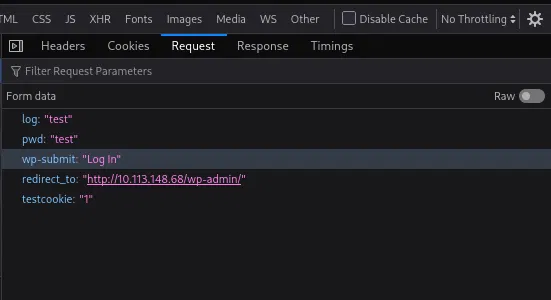 TML CSS JS XHR Fonts Images Media WS Other Disable Cache No Throttling
Headers Cookies Request Response Timings
Filter Request Parameters
Form data Raw
log: "test"
pwd: "test"
wp-submit: "Log In"
redirect_to: "http://10.113.148.68/wp-admin/"
testcookie: "1"